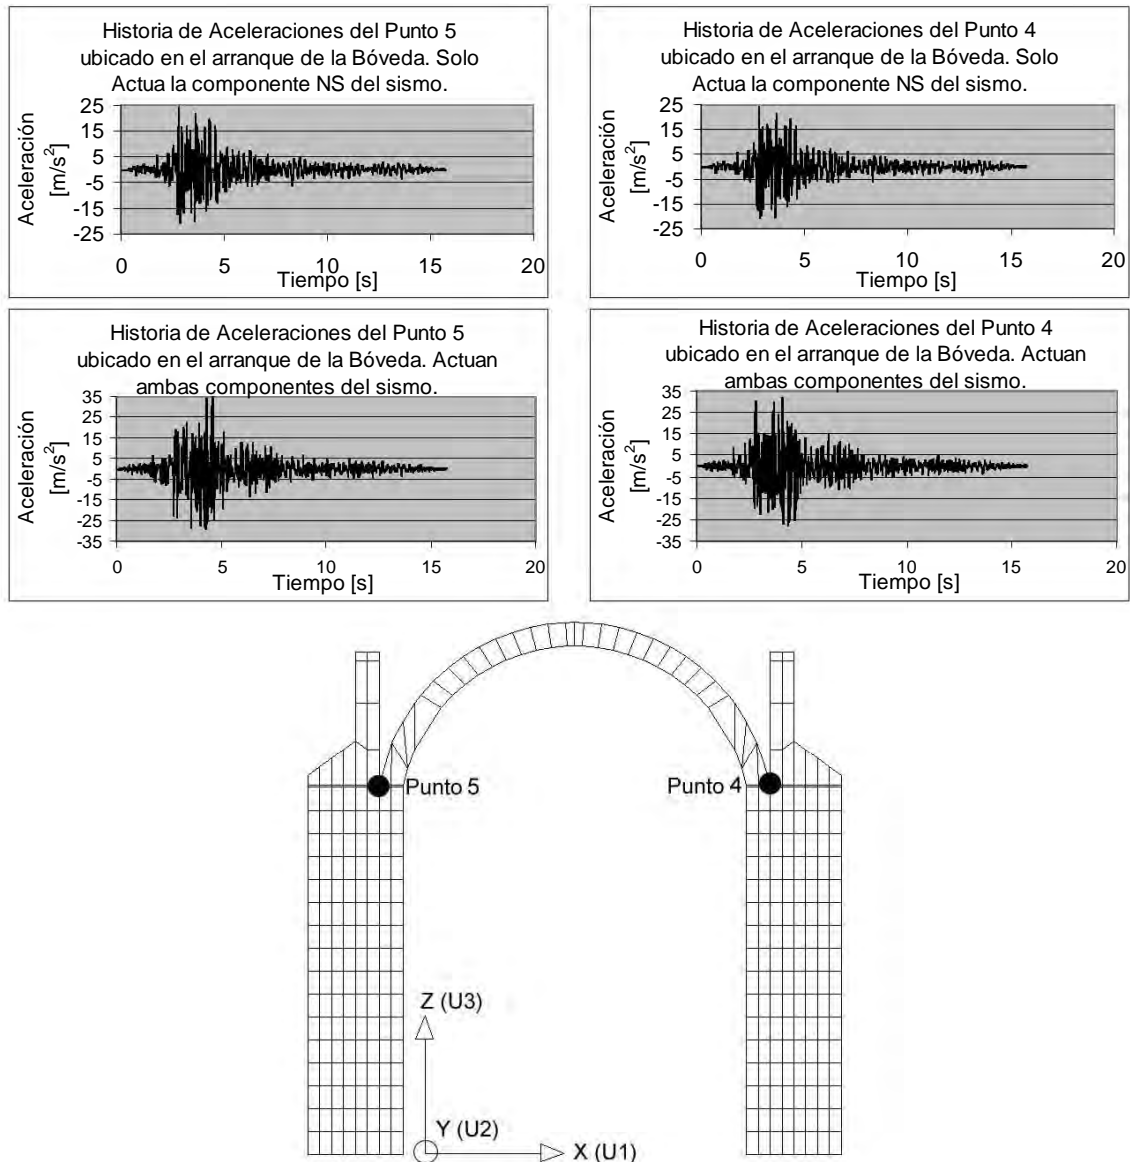 Historia de Aceleraciones del Punto 5
ubicado en el arranque de la Bóveda. Solo
Actua la componente NS del sismo.
Aceleración
[m/s²]
25
15
5
-5
-15
-25
0 5 10 15 20
Tiempo [s]
Historia de Aceleraciones del Punto 4
ubicado en el arranque de la Bóveda. Solo
Actua la componente NS del sismo.
Aceleración
[m/s²]
25
15
5
-5
-15
-25
0 5 10 15 20
Tiempo [s]
Historia de Aceleraciones del Punto 5
ubicado en el arranque de la Bóveda. Actuan
ambas componentes del sismo.
Aceleración
[m/s²]
35
25
15
5
-5
-15
-25
-35
0 5 10 15 20
Tiempo [s]
Historia de Aceleraciones del Punto 4
ubicado en el arranque de la Bóveda. Actuan
ambas componentes del sismo.
Aceleración
[m/s²]
35
25
15
5
-5
-15
-25
-35
0 5 10 15 20
Tiempo [s]
Punto 5
Punto 4
Z (U3)
Y (U2)
X (U1)